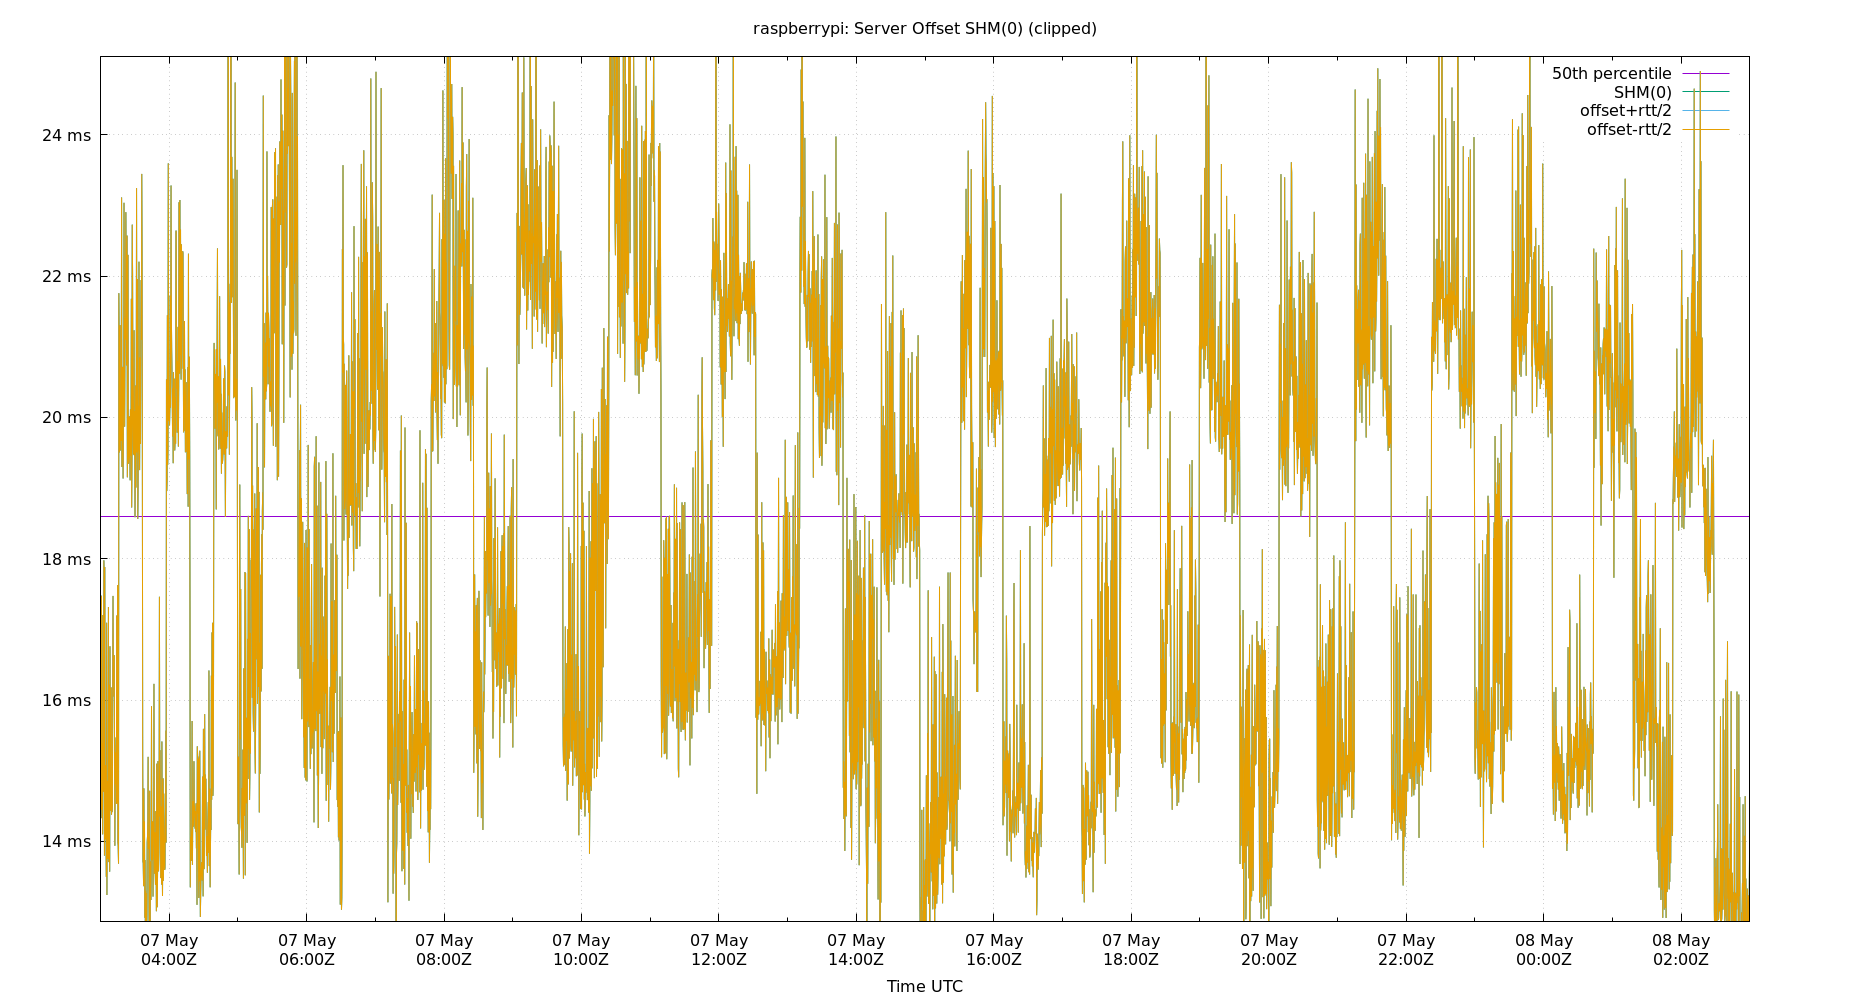 raspberrypi: Server Offset SHM(0) (clipped)
50th percentile
SHM(0)
offset+rtt/2
offset-rtt/2
24 ms
22 ms
20 ms
18 ms
16 ms
14 ms
07 May 07 May 07 May 07 May 07 May 07 May 07 May 07 May 07 May 07 May 08 May 08 May
04:00Z 06:00Z 08:00Z 10:00Z 12:00Z 14:00Z 16:00Z 18:00Z 20:00Z 22:00Z 00:00Z 02:00Z
Time UTC